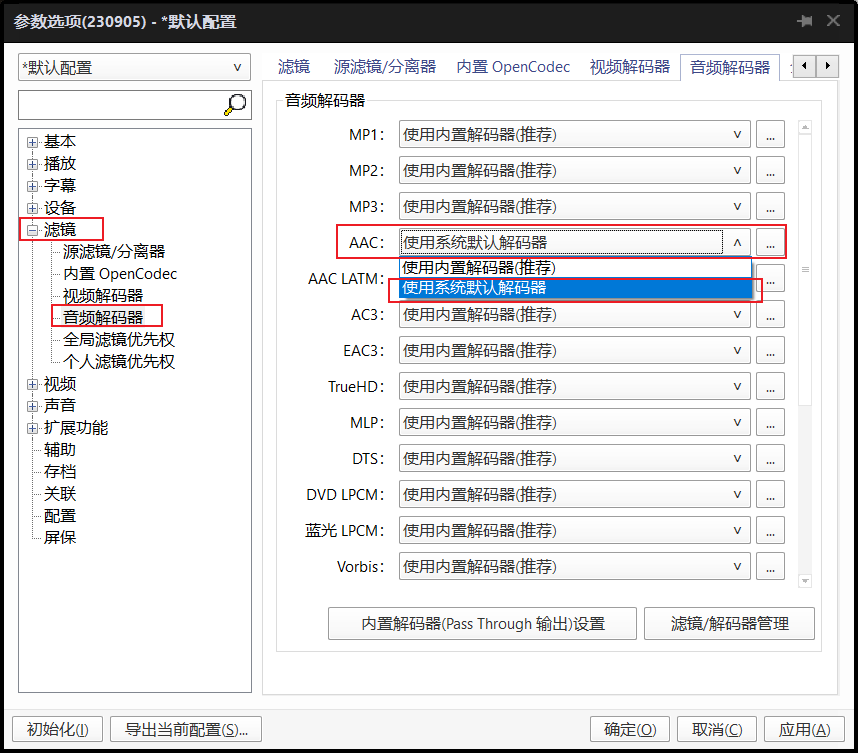 参数选项(230905) - *默认配置
*默认配置
基本
播放
字幕
设备
滤镜
源滤镜/分离器
内置 OpenCodec
视频解码器
音频解码器
全局滤镜优先权
个人滤镜优先权
视频
声音
扩展功能
辅助
存档
关联
配置
屏保
滤镜 源滤镜/分离器 内置 OpenCodec 视频解码器 音频解码器
音频解码器
MP1: 使用内置解码器(推荐) ...
MP2: 使用内置解码器(推荐) ...
MP3: 使用内置解码器(推荐) ...
AAC: 使用系统默认解码器 ...
使用内置解码器(推荐)
使用系统默认解码器
AAC LATM: ...
AC3: 使用内置解码器(推荐) ...
EAC3: 使用内置解码器(推荐) ...
TrueHD: 使用内置解码器(推荐) ...
MLP: 使用内置解码器(推荐) ...
DTS: 使用内置解码器(推荐) ...
DVD LPCM: 使用内置解码器(推荐) ...
蓝光 LPCM: 使用内置解码器(推荐) ...
Vorbis: 使用内置解码器(推荐) ...
内置解码器(Pass Through 输出)设置 滤镜/解码器管理
初始化(I) 导出当前配置(S)... 确定(O) 取消(C) 应用(A)